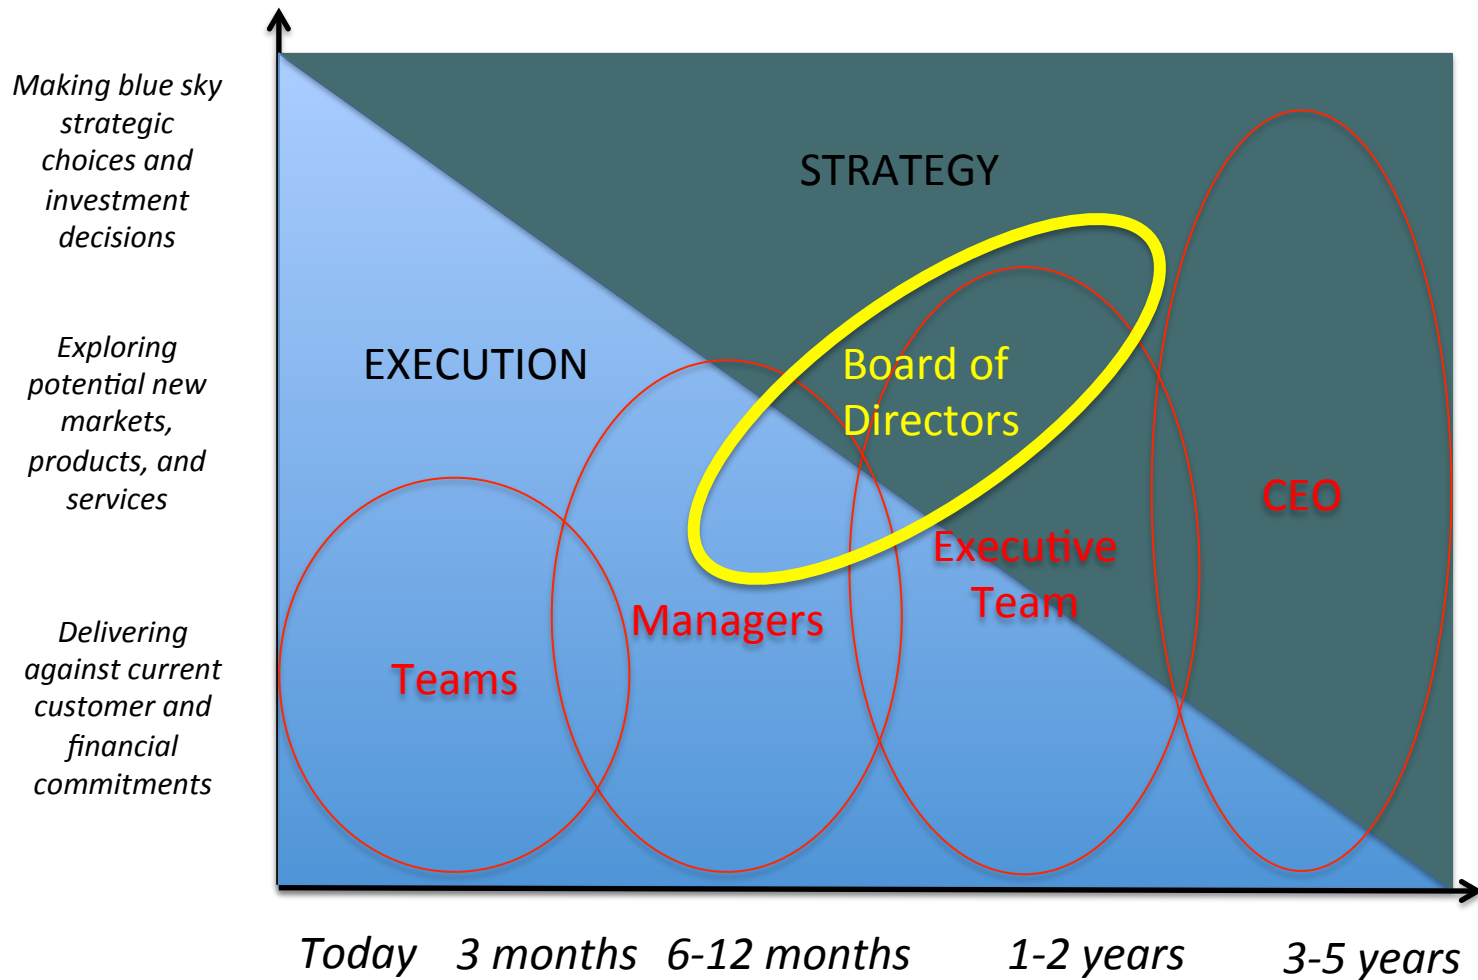 Making blue sky
strategic
choices and
investment
decisions
STRATEGY
Exploring
potential new
markets,
products, and
services
EXECUTION
Board of
Directors
CEO
Executive
Team
Managers
Teams
Delivering
against current
customer and
financial
commitments
Today 3 months 6-12 months 1-2 years 3-5 years